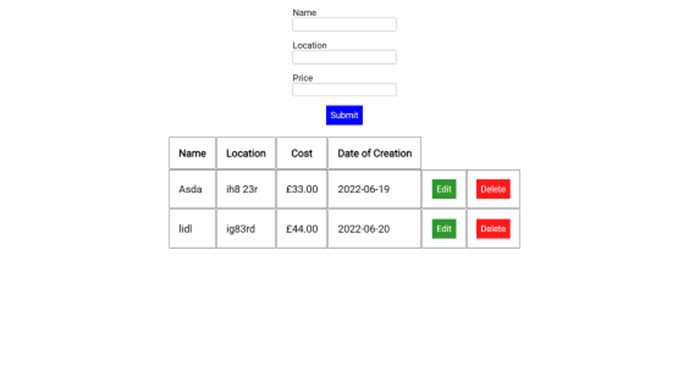 Name
Location
Price
Submit
Name Location Cost Date of Creation
Asda ih8 23r £33.00 2022-06-19 Edit Delete
lidl ig83rd £44.00 2022-06-20 Edit Delete